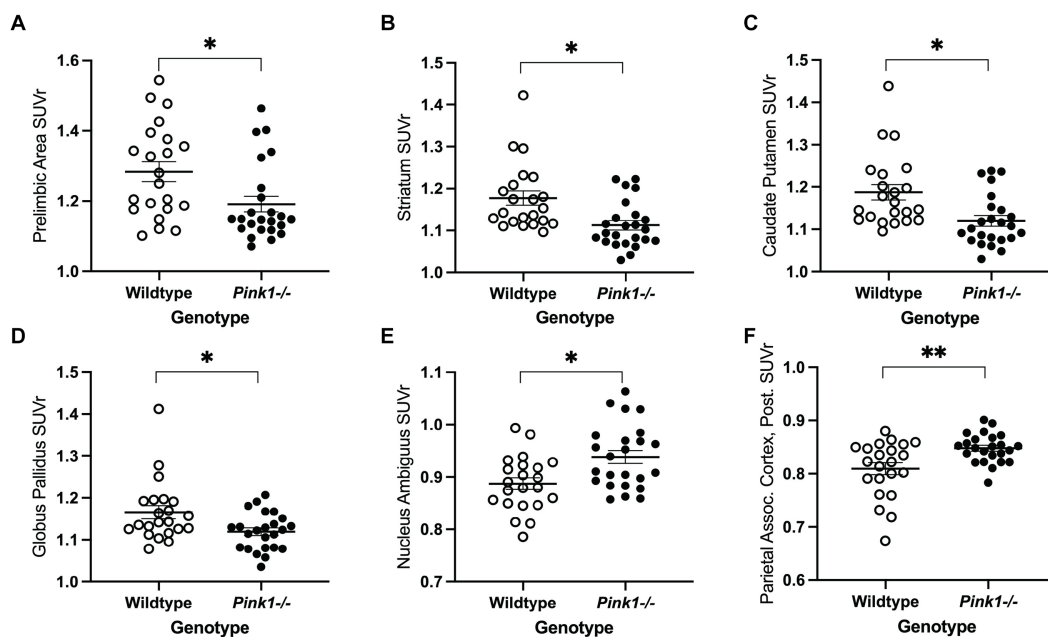 A
*
1.6
1.4
1.2
1.0
Prelimbic Area SUVr
Wildtype Pink1-/-
Genotype
B
*
1.5
1.4
1.3
1.2
1.1
1.0
Striatum SUVr
Wildtype Pink1-/-
Genotype
C
*
1.5
1.3
1.2
1.1
1.0
Caudate Putamen SUVr
Wildtype Pink1-/-
Genotype
D
*
1.5
1.4
1.3
1.2
1.1
1.0
Globus Pallidus SUVr
Wildtype Pink1-/-
Genotype
E
*
1.1
1.0
0.9
0.8
0.7
Nucleus Ambigus SUVr
Wildtype Pink1-/-
Genotype
F
**
1.0
0.9
0.8
0.7
0.6
Parietal Assoc. Cortex, Post. SUVr
Wildtype Pink1-/-
Genotype